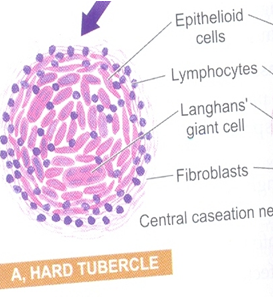 Epithelioid
cells
Lymphocytes
Langhans'
giant cell
Fibroblasts
Central caseation ne
A, HARD TUBERCLE